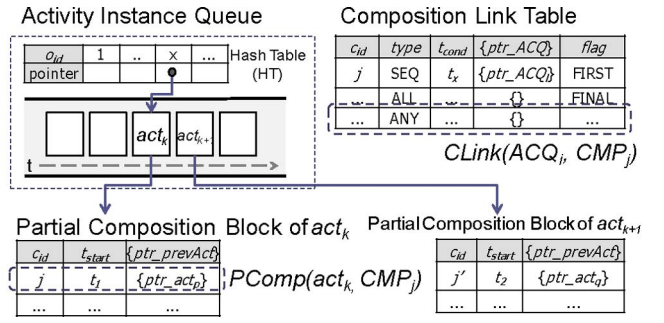 Activity Instance Queue
o_id 1 .. x ...
pointer
Hash Table
(HT)
act_k act_k+1
t
Composition Link Table
c_id type t_cond {ptr_ACQ} flag
j SEQ t_x {ptr_ACQ_i} FIRST
... ALL ... {} FINAL
... ANY ... {} ...
CLink(ACQ_i, CMP_j)
Partial Composition Block of act_k
c_id t_start {ptr_prevAct}
j t_1 {ptr_act_p}
... ... ...
PComp(act_k, CMP_j)
Partial Composition Block of act_k+1
c_id t_start {ptr_prevAct}
j' t_2 {ptr_act_q}
... ... ...